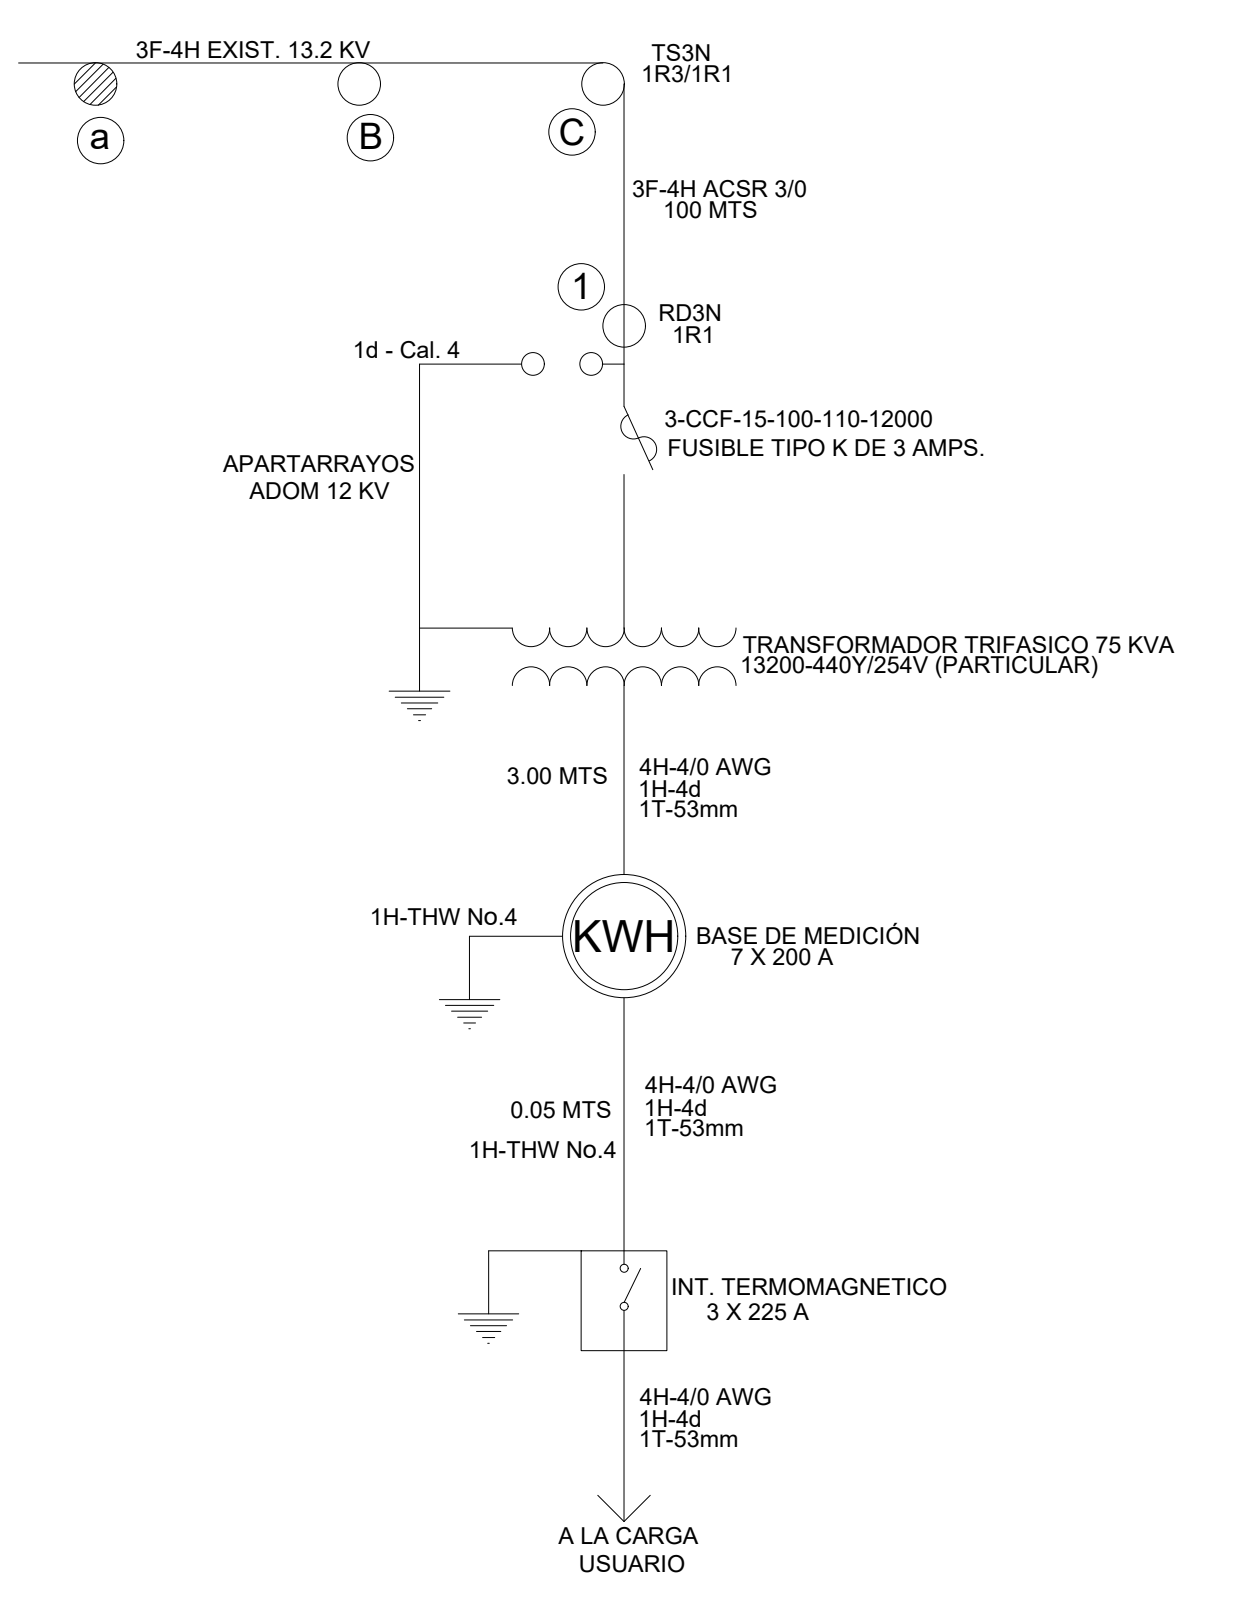 3F-4H EXIST. 13.2 KV
TS3N
1R3/1R1
a
B
C
3F-4H ACSR 3/0
100 MTS
1
RD3N
1R1
1d - Cal. 4
3-CCF-15-100-110-12000
FUSIBLE TIPO K DE 3 AMPS.
APARTARRAYOS
ADOM 12 KV
TRANSFORMADOR TRIFASICO 75 KVA
13200-440Y/254V (PARTICULAR)
3.00 MTS
4H-4/0 AWG
1H-4d
1T-53mm
1H-THW No.4
KWH
BASE DE MEDICIÓN
7 X 200 A
4H-4/0 AWG
1H-4d
1T-53mm
0.05 MTS
1H-THW No.4
INT. TERMOMAGNETICO
3 X 225 A
4H-4/0 AWG
1H-4d
1T-53mm
A LA CARGA
USUARIO